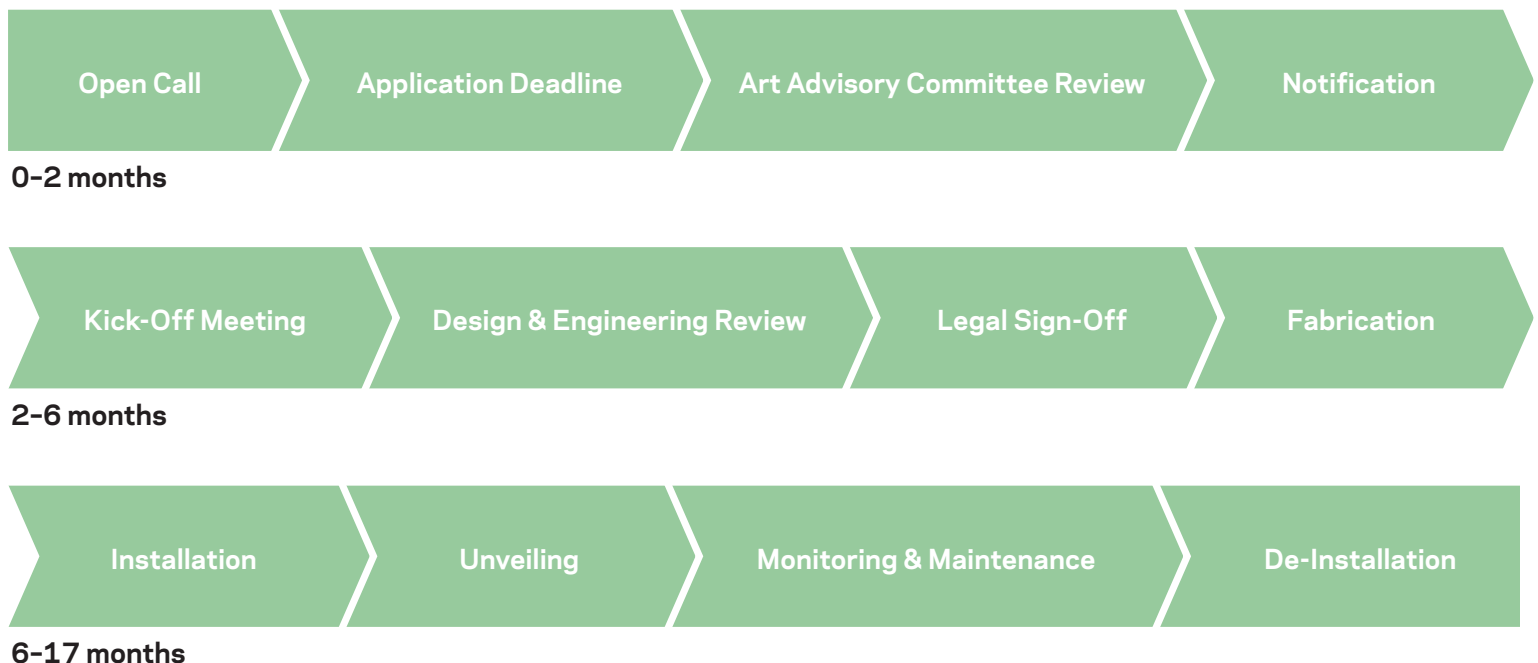 Open Call
Application Deadline
Art Advisory Committee Review
Notification
0–2 months
Kick-Off Meeting
Design & Engineering Review
Legal Sign-Off
Fabrication
2–6 months
Installation
Unveiling
Monitoring & Maintenance
De-Installation
6–17 months